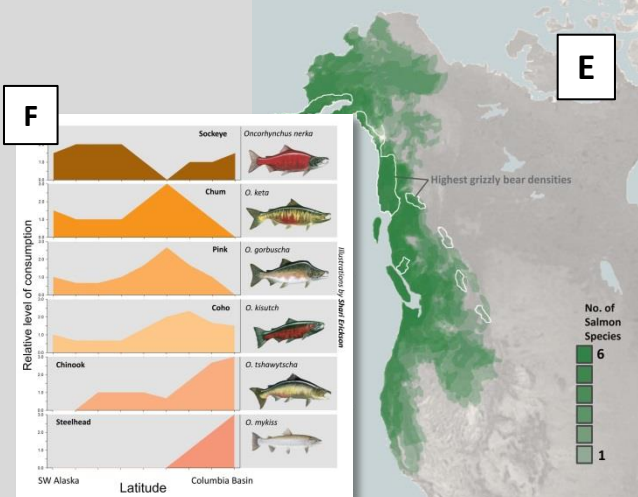 E
F
Sockeye
Oncorhynchus nerka
Chum
O. keta
Highest grizzly bear densities
Pink
O. gorbuscha
Illustrations by Shari Erickson
Relative level of consumption
Coho
O. kisutch
Chinook
O. tshawytscha
Steelhead
O. mykiss
SW Alaska
Columbia Basin
Latitude
No. of
Salmon
Species
6
1